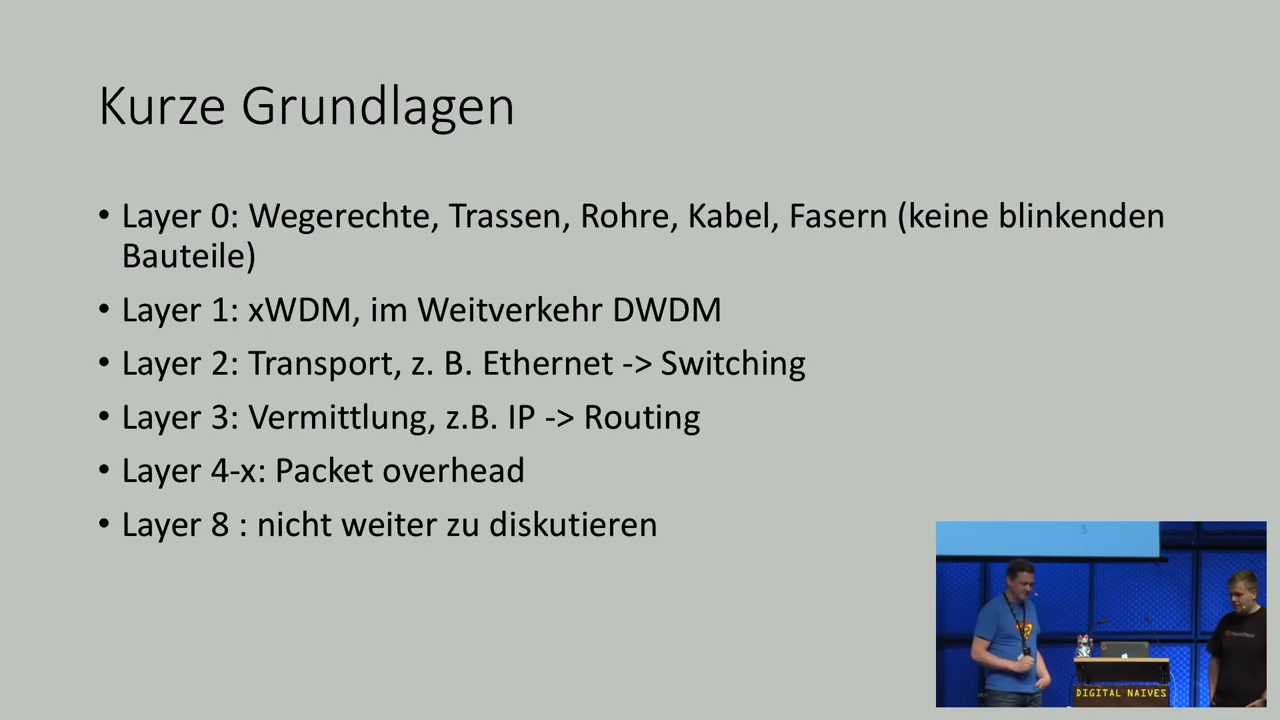 Kurze Grundlagen
• Layer 0: Wegerechte, Trassen, Rohre, Kabel, Fasern (keine blinkenden
Bauteile)
• Layer 1: xWDM, im Weitverkehr DWDM
• Layer 2: Transport, z. B. Ethernet -> Switching
• Layer 3: Vermittlung, z.B. IP -> Routing
• Layer 4-x: Packet overhead
• Layer 8 : nicht weiter zu diskutieren
5
DIGITAL NAIVES